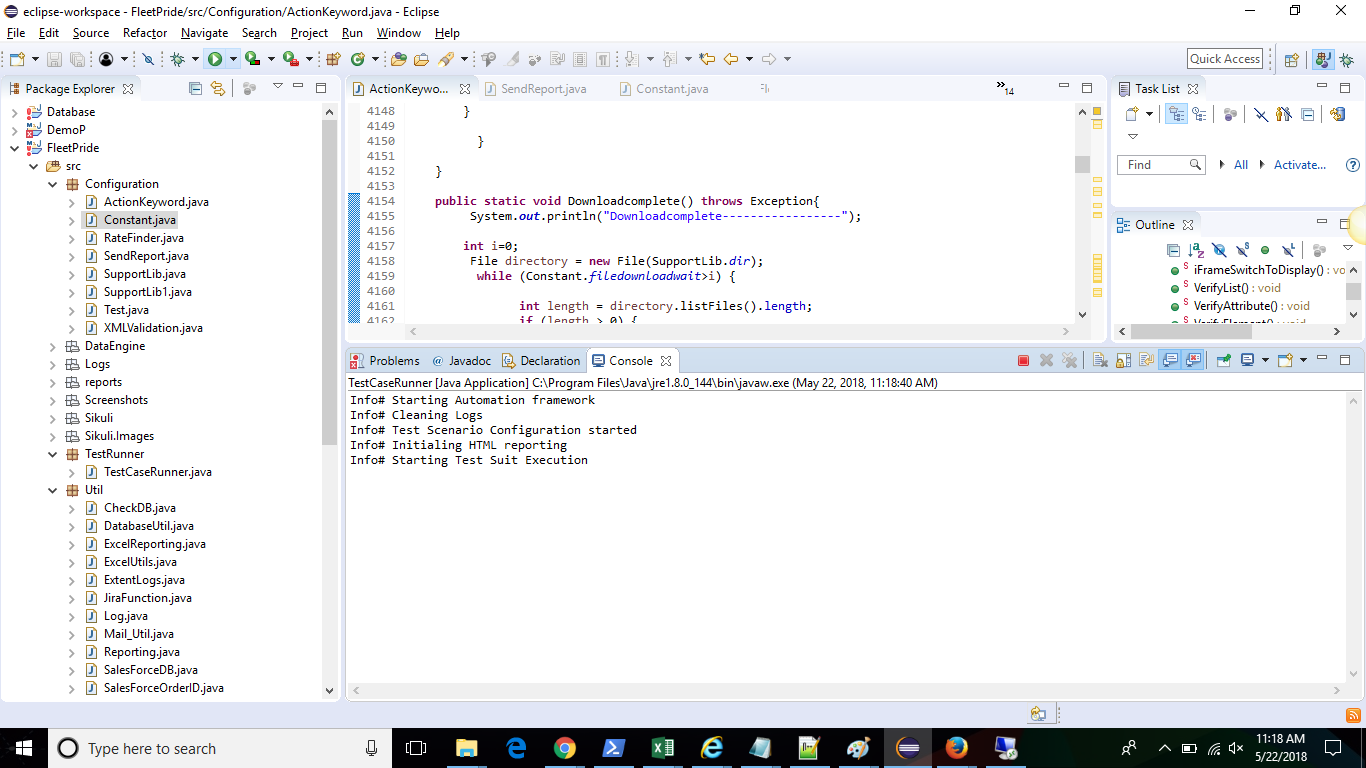 eclipse-workspace - FleetPride/src/Configuration/ActionKeyword.java - Eclipse
File Edit Source Refactor Navigate Search Project Run Window Help
Quick Access
Package Explorer
Database
DemoP
FleetPride
src
Configuration
ActionKeyword.java
Constant.java
RateFinder.java
SendReport.java
SupportLib.java
SupportLib1.java
Test.java
XMLValidation.java
DataEngine
Logs
reports
Screenshots
Sikuli
Sikuli.Images
TestRunner
TestCaseRunner.java
Util
CheckDB.java
DatabaseUtil.java
ExcelReporting.java
ExcelUtils.java
ExtentLogs.java
JiraFunction.java
Log.java
Mail_Util.java
Reporting.java
SalesForceDB.java
SalesForceOrderID.java
ActionKeywo... SendReport.java Constant.java 14
4148 }
4149
4150 }
4151
4152 }
4153
4154 public static void Downloadcomplete() throws Exception{
4155 System.out.println("Downloadcomplete-----------------");
4156
4157 int i=0;
4158 File directory = new File(SupportLib.dir);
4159 while (Constant.filedownloadwait>i) {
4160
4161 int length = directory.listFiles().length;
4162 if (length > 0) {
Task List
Find All Activate...
Outline
iFrameSwitchToDisplay() : vo
VerifyList() : void
VerifyAttribute() : void
VerifyElement() : void
Problems @ Javadoc Declaration Console
TestCaseRunner [Java Application] C:\Program Files\Java\jre1.8.0_144\bin\javaw.exe (May 22, 2018, 11:18:40 AM)
Info# Starting Automation framework
Info# Cleaning Logs
Info# Test Scenario Configuration started
Info# Initialing HTML reporting
Info# Starting Test Suit Execution
Type here to search
11:18 AM
5/22/2018